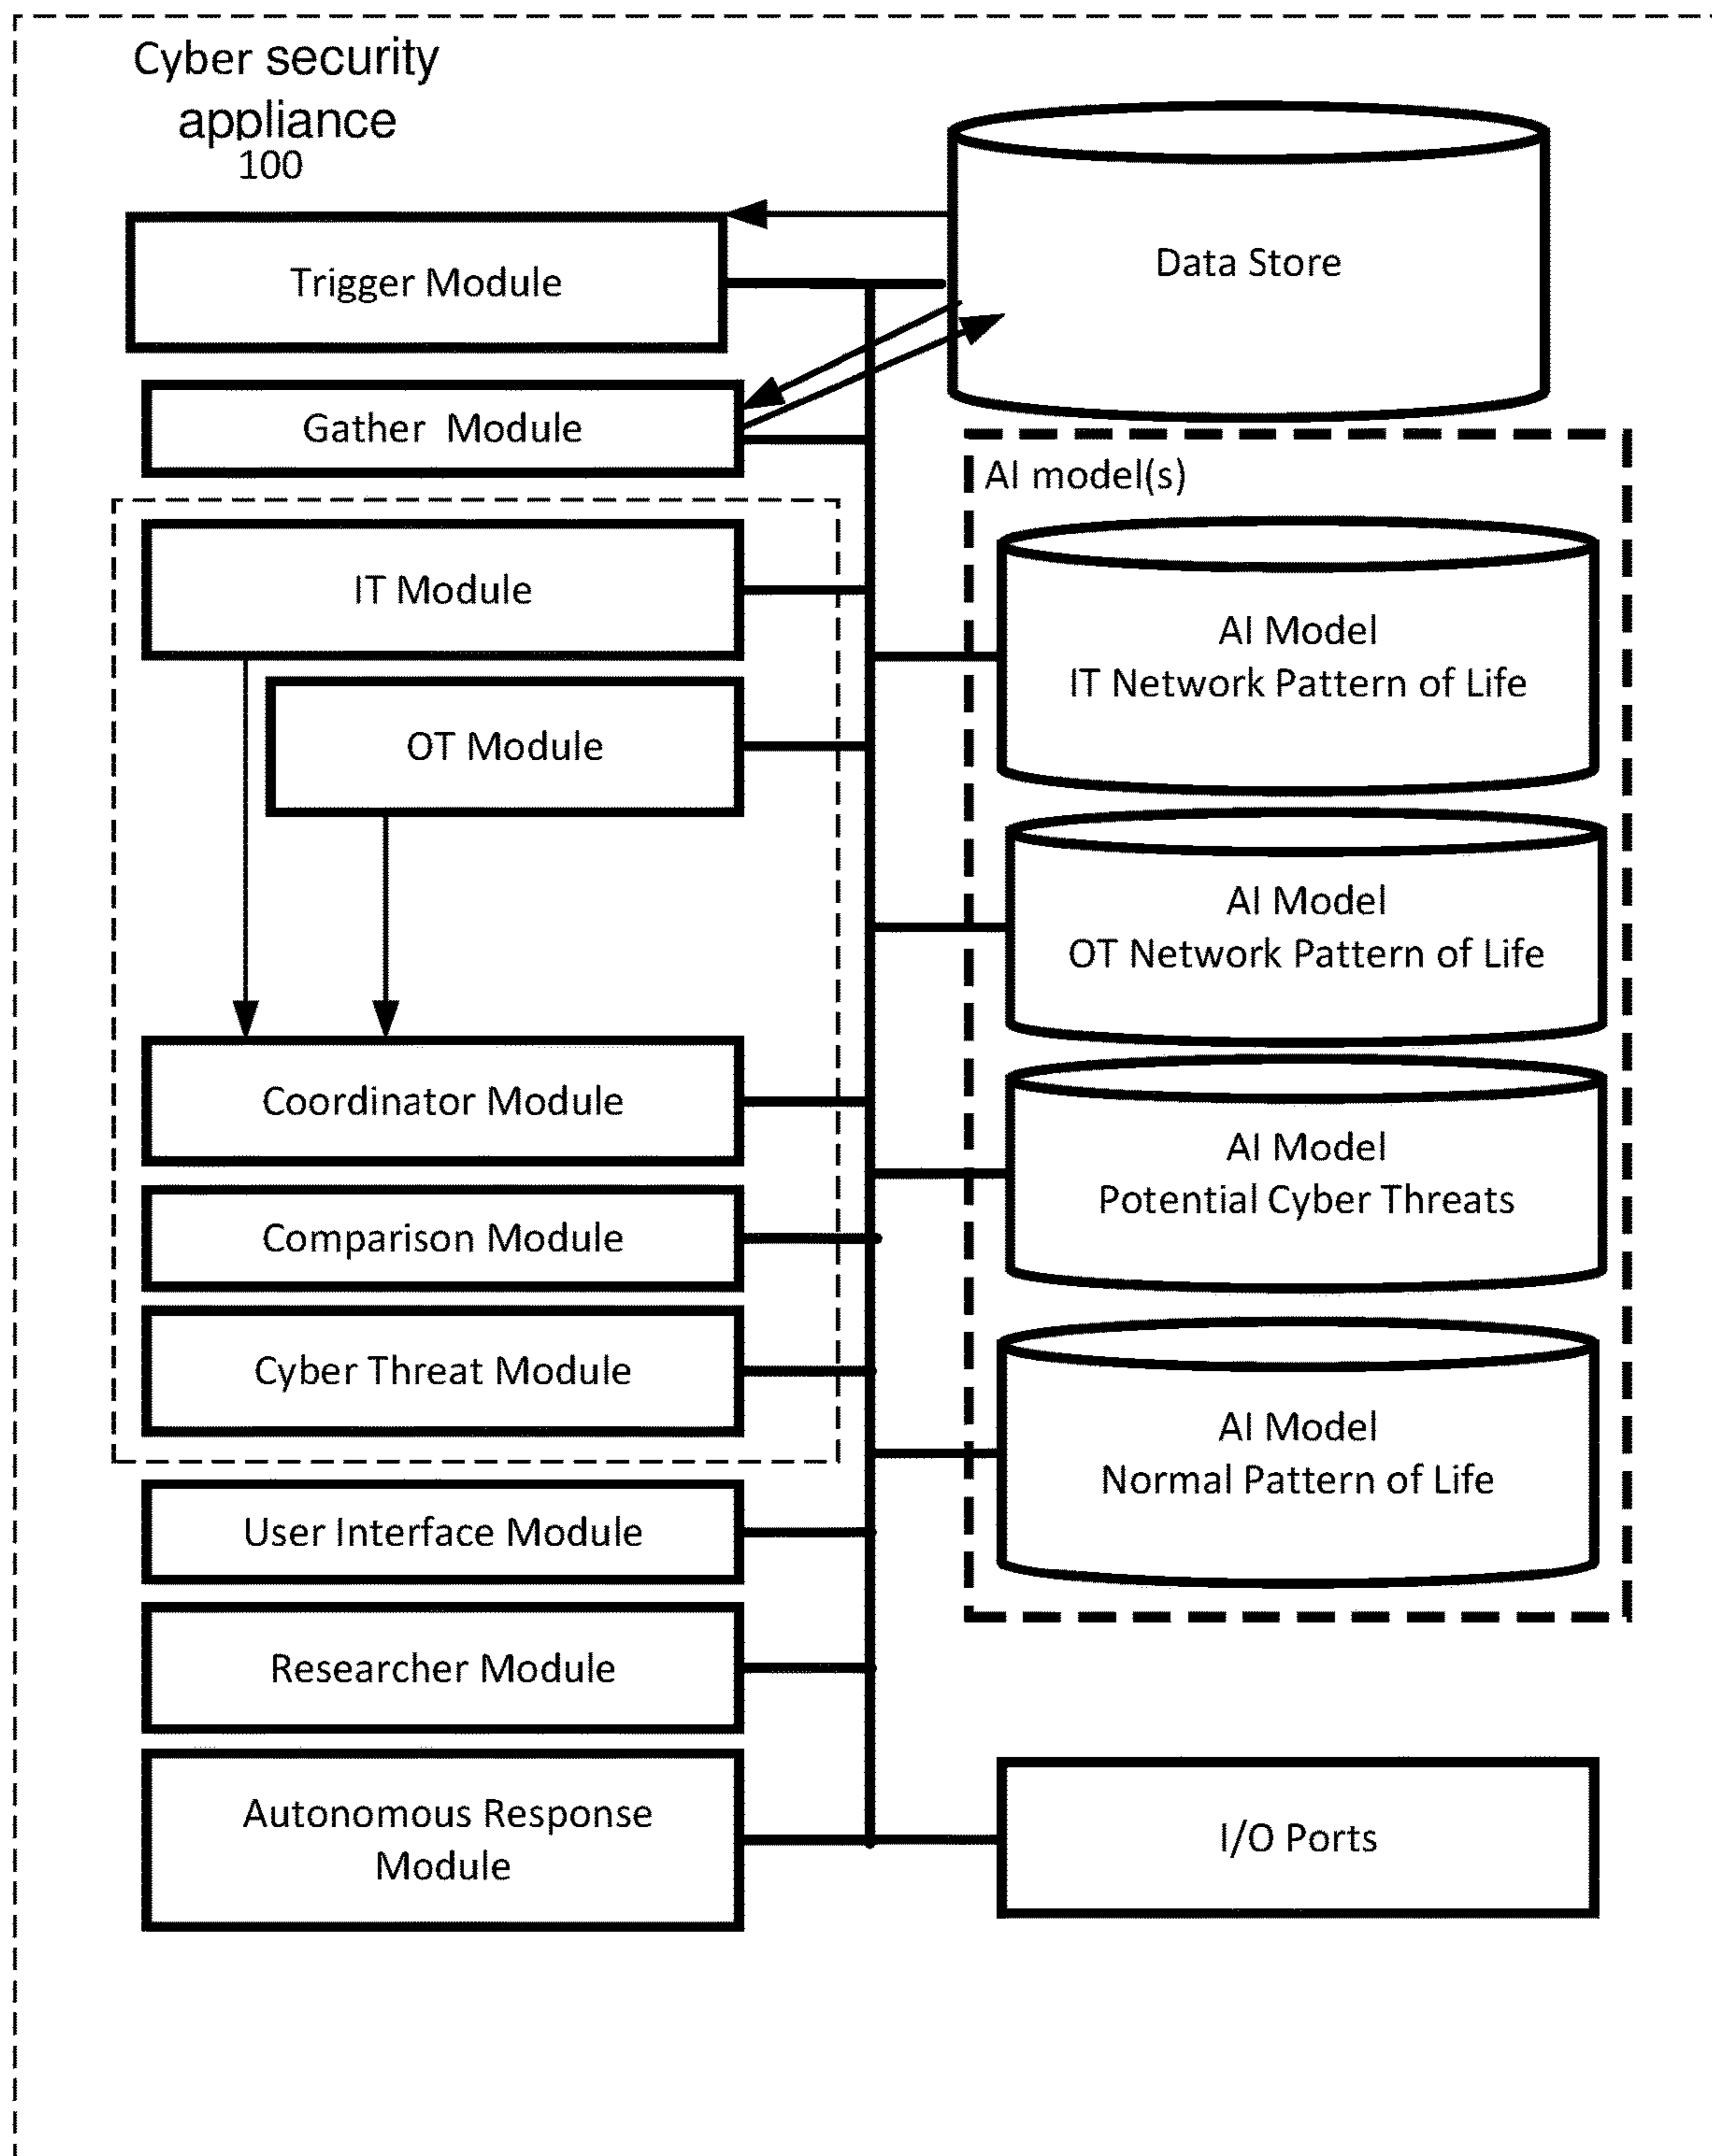 Cyber security
appliance
100
Trigger Module
Data Store
Gather Module
AI model(s)
IT Module
AI Model
IT Network Pattern of Life
OT Module
AI Model
OT Network Pattern of Life
Coordinator Module
AI Model
Potential Cyber Threats
Comparison Module
Cyber Threat Module
AI Model
Normal Pattern of Life
User Interface Module
Researcher Module
Autonomous Response
Module
I/O Ports